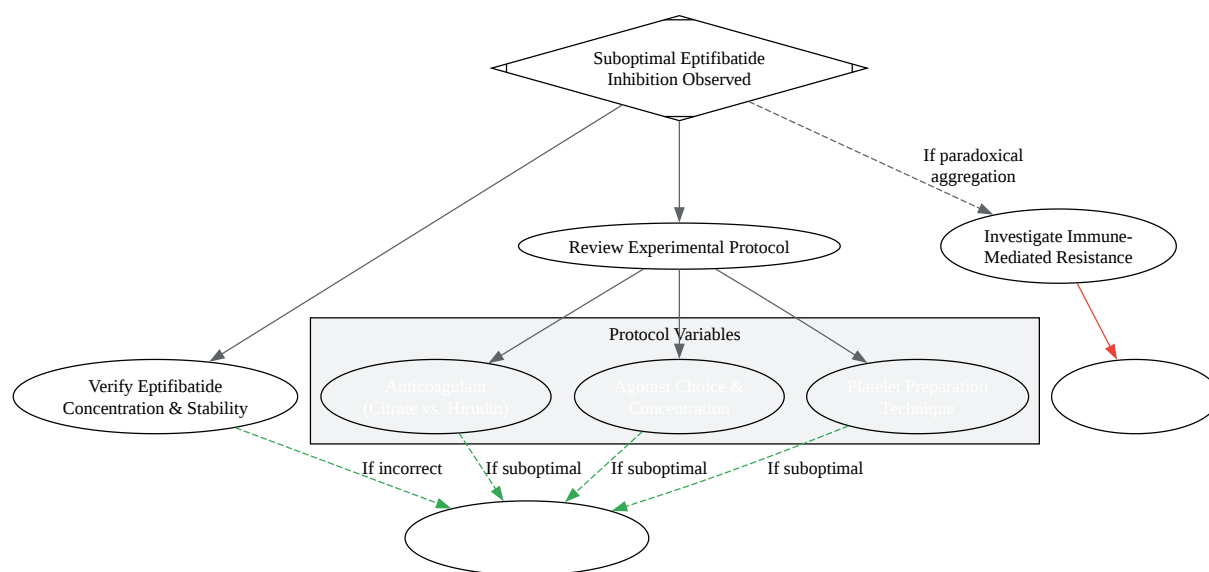 Suboptimal Eptifibatide
Inhibition Observed
If paradoxical
aggregation
Review Experimental Protocol
Investigate Immune-
Mediated Resistance
Protocol Variables
Verify Eptifibatide
Concentration & Stability
Anticoagulant
(Citrate vs. Hirudin)
Agonist Choice &
Concentration
Platelet Preparation
Technique
If incorrect
If suboptimal
If suboptimal
If suboptimal